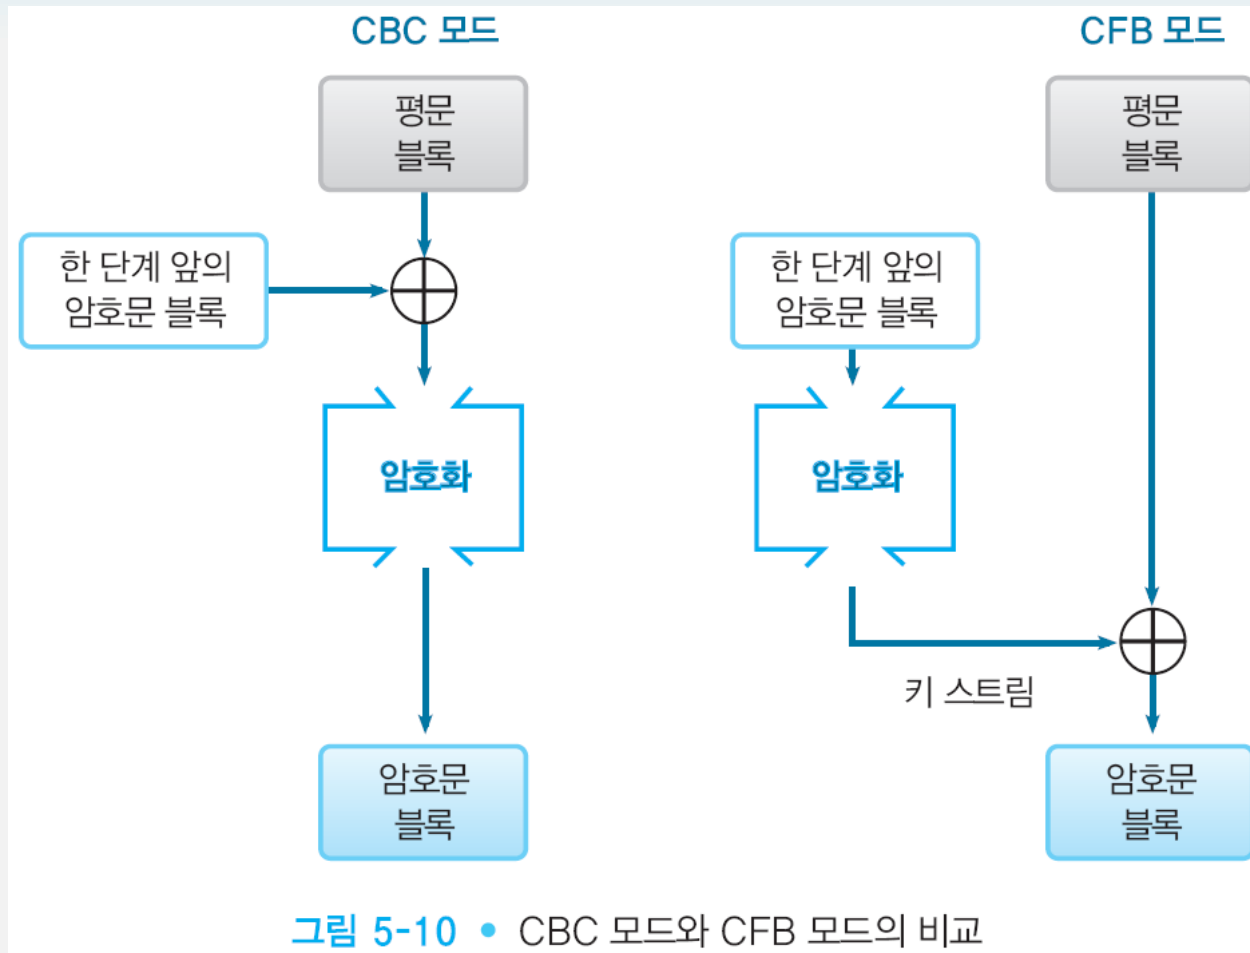 CBC 모드
평문
블록
한 단계 앞의
암호문 블록
암호화
암호문
블록
CFB 모드
평문
블록
한 단계 앞의
암호문 블록
암호화
키 스트림
암호문
블록
그림 5-10 • CBC 모드와 CFB 모드의 비교